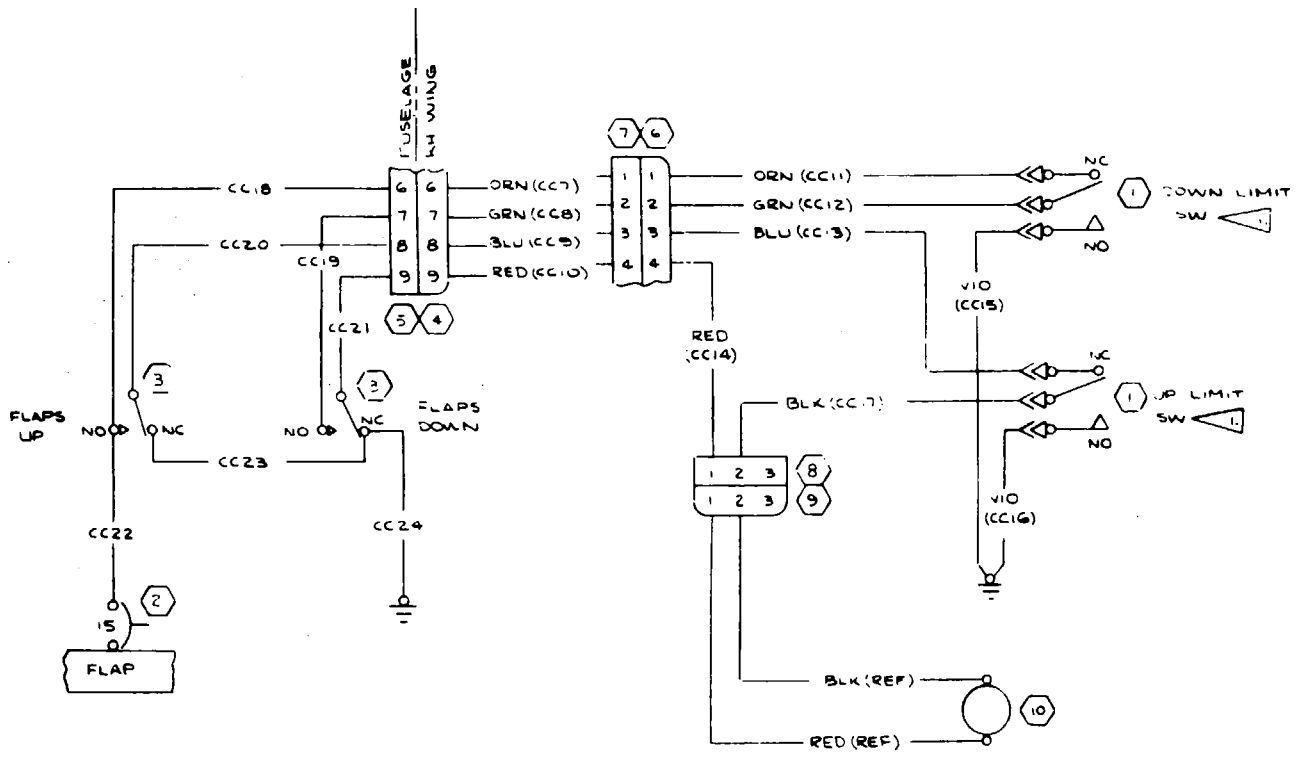 FUSELAGE
RH WING
7 6
CC18
6 6
ORN (CC7)
1 1
ORN (CC11)
NC
1
DOWN LIMIT
SW 1.
7 7
GRN (CC8)
2 2
GRN (CC12)
CC20
8 8
BLU (CC9)
3 3
BLU (CC13)
NO
CC19
9 9
RED (CC10)
4 4
5 4
VIO
(CC15)
CC21
RED
(CC14)
NC
3
3
1
UP LIMIT
SW 1.
BLK (CC17)
FLAPS
UP
NO
NC
NO
NC
FLAPS
DOWN
NO
CC23
1 2 3
8
1 2 3
9
VIO
(CC16)
CC22
CC24
2
15
FLAP
BLK (REF)
10
RED (REF)